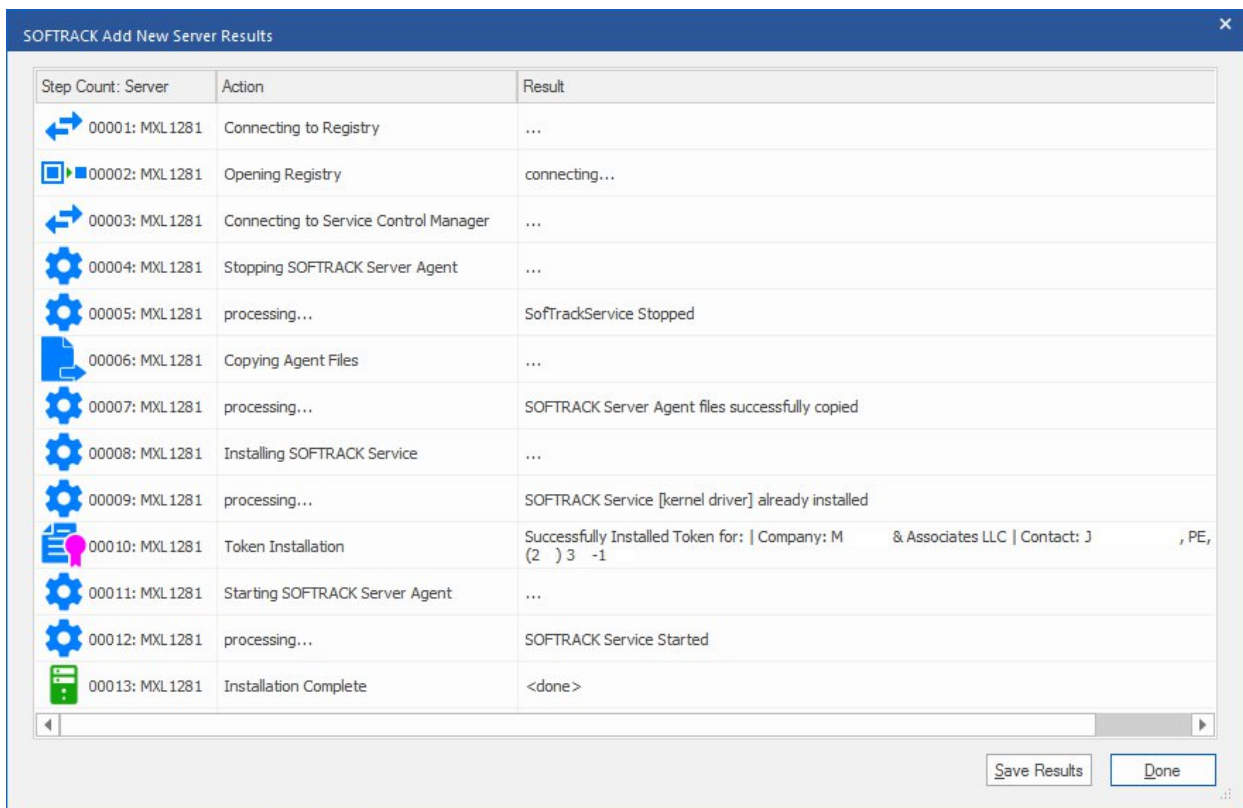 SOFTRACK Add New Server Results
Step Count: Server Action Result
00001: MXL1281 Connecting to Registry ...
00002: MXL1281 Opening Registry connecting...
00003: MXL1281 Connecting to Service Control Manager ...
00004: MXL1281 Stopping SOFTRACK Server Agent ...
00005: MXL1281 processing... SofTrackService Stopped
00006: MXL1281 Copying Agent Files ...
00007: MXL1281 processing... SOFTRACK Server Agent files successfully copied
00008: MXL1281 Installing SOFTRACK Service ...
00009: MXL1281 processing... SOFTRACK Service [kernel driver] already installed
00010: MXL1281 Token Installation Successfully Installed Token for: | Company: M & Associates LLC | Contact: J , PE,
(2 ) 3 -1
00011: MXL1281 Starting SOFTRACK Server Agent ...
00012: MXL1281 processing... SOFTRACK Service Started
00013: MXL1281 Installation Complete <done>
Save Results Done